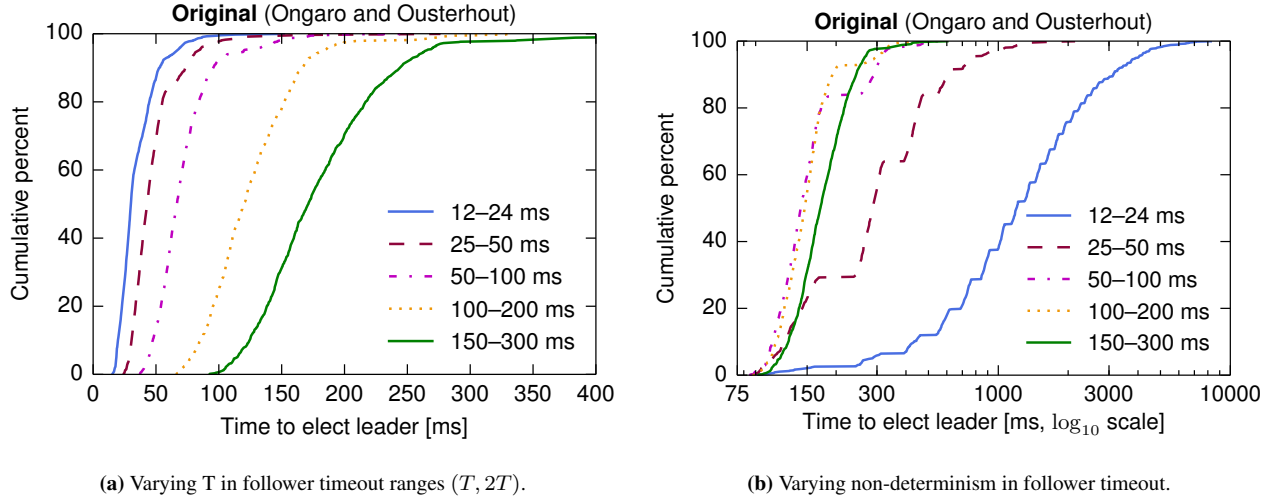 Original (Ongaro and Ousterhout)
100
80
60
40
20
0
Cumulative percent
12–24 ms
25–50 ms
50–100 ms
100–200 ms
150–300 ms
0 50 100 150 200 250 300 350 400
Time to elect leader [ms]
(a) Varying T in follower timeout ranges (T, 2T).
Original (Ongaro and Ousterhout)
100
80
60
40
20
0
Cumulative percent
12–24 ms
25–50 ms
50–100 ms
100–200 ms
150–300 ms
75 150 300 1000 3000 10000
Time to elect leader [ms, log10 scale]
(b) Varying non-determinism in follower timeout.